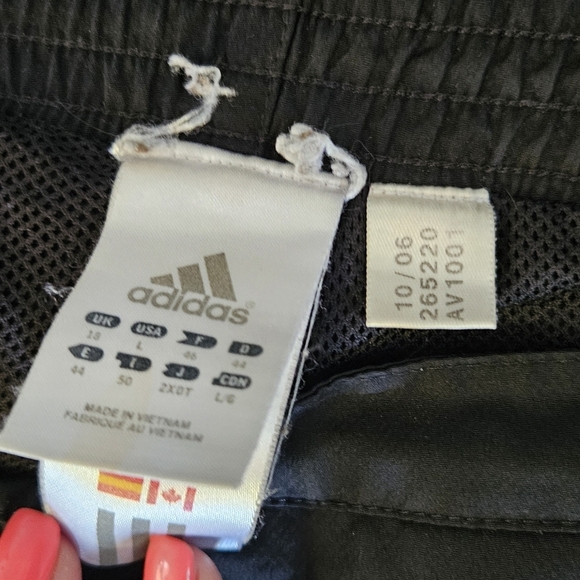 adidas®
UK USA F D
18 L 46 44
E I J CDN
44 50 2XOT L/G
MADE IN VIETNAM
FABRIQUÉ AU VIETNAM
10/06
265220
AV1001